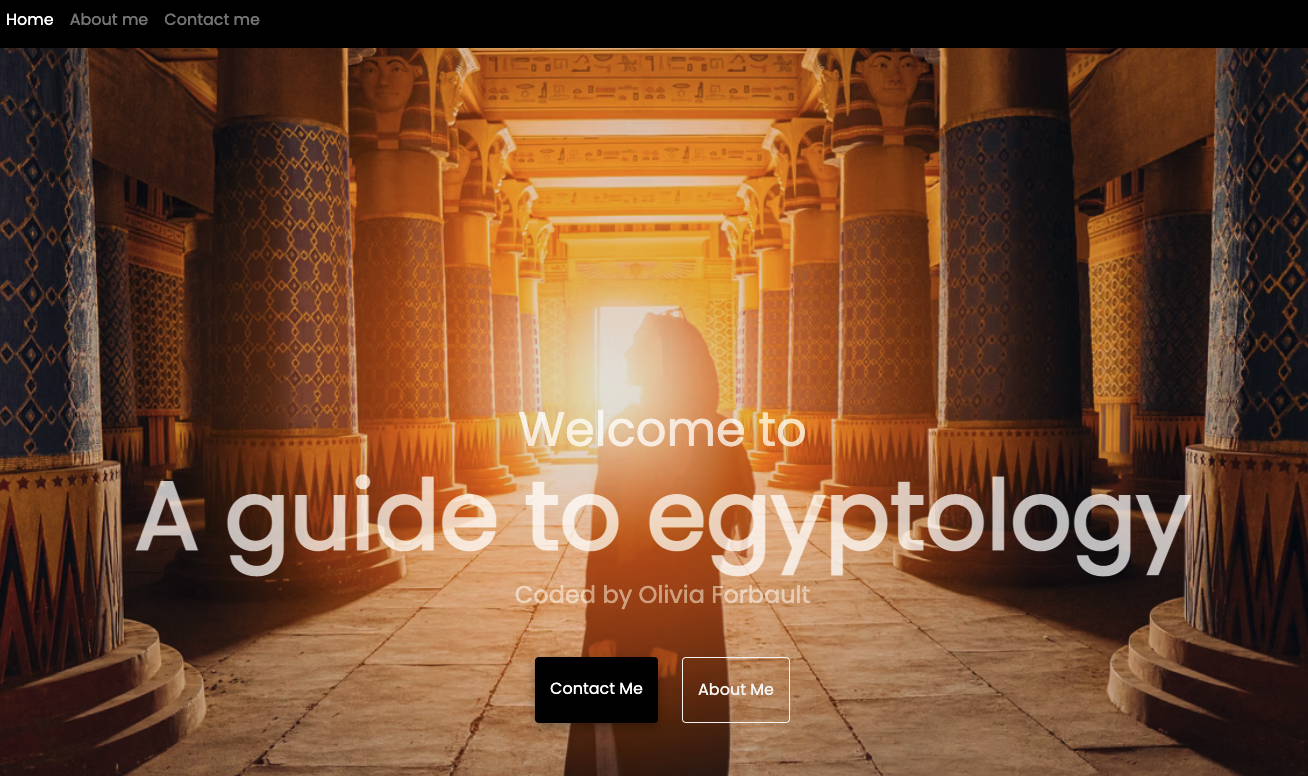 Home About me Contact me
Welcome to
A guide to egyptology
Coded by Olivia Forbault
Contact Me About Me